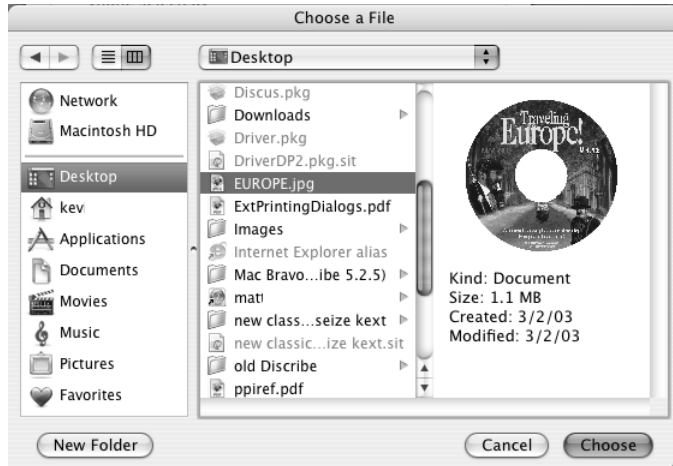 Choose a File
Desktop
Network
Macintosh HD
Desktop
kevi
Applications
Documents
Movies
Music
Pictures
Favorites
Discus.pkg
Downloads
Driver.pkg
DriverDP2.pkg.sit
EUROPE.jpg
ExtPrintingDialogs.pdf
Images
Internet Explorer alias
Mac Bravo...ibe 5.2.5)
matt
new class...seize kext
new classic...ize kext.sit
old Discribe
ppiref.pdf
Traveling
Europe!
Kind: Document
Size: 1.1 MB
Created: 3/2/03
Modified: 3/2/03
New Folder
Cancel
Choose